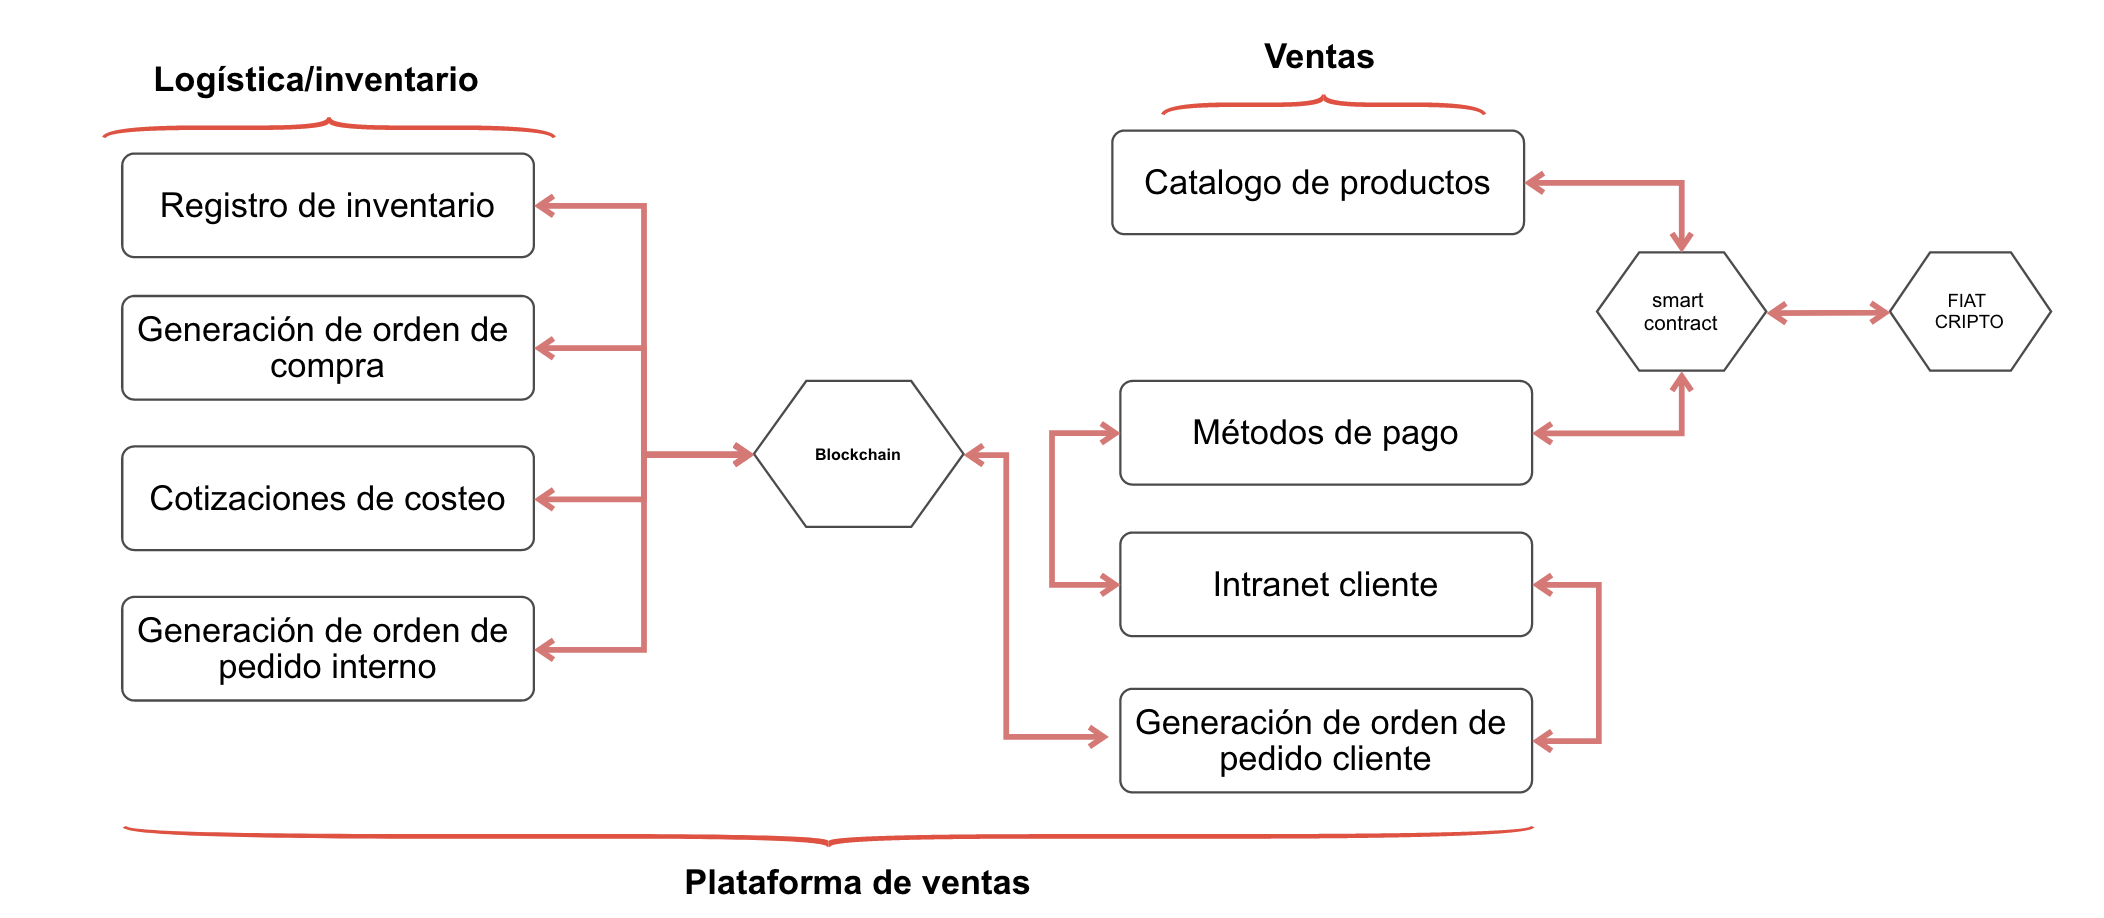 Logística/inventario
Registro de inventario
Generación de orden de
compra
Cotizaciones de costeo
Generación de orden de
pedido interno
Blockchain
Ventas
Catalogo de productos
Métodos de pago
Intranet cliente
Generación de orden de
pedido cliente
smart
contract
FIAT
CRIPTO
Plataforma de ventas